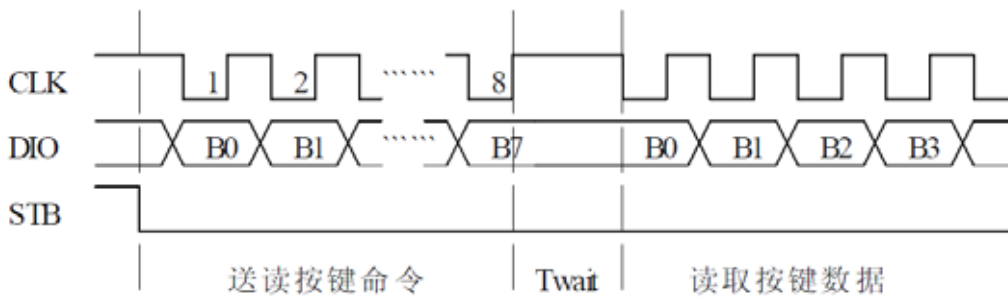 CLK 1 2 ...... 8
DIO B0 B1 ...... B7 B0 B1 B2 B3
STB
送读按键命令 Twait 读取按键数据